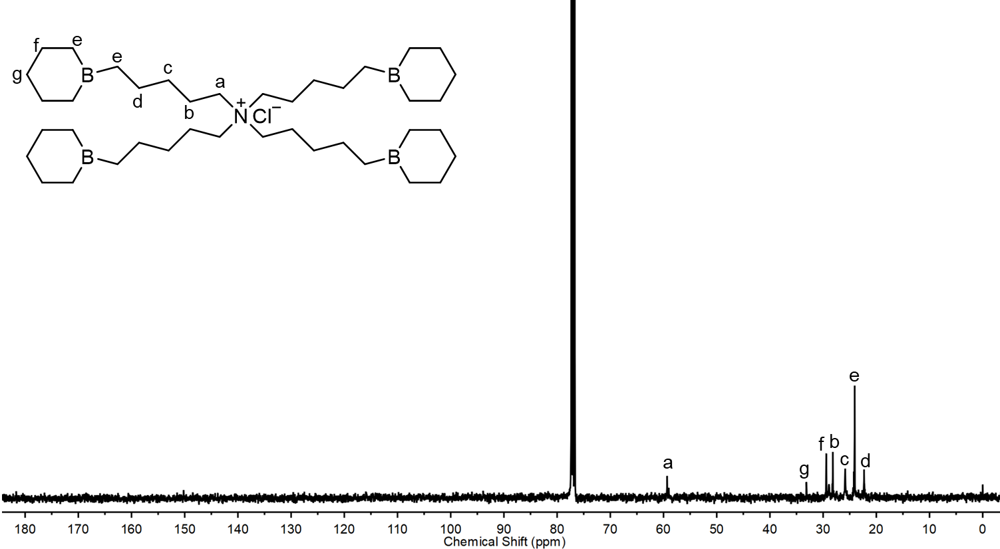 f e
g B e c a
d b
N+ Cl−
B
B
B
e
f b
a g c d
180 170 160 150 140 130 120 110 100 90 80 70 60 50 40 30 20 10 0
Chemical Shift (ppm)